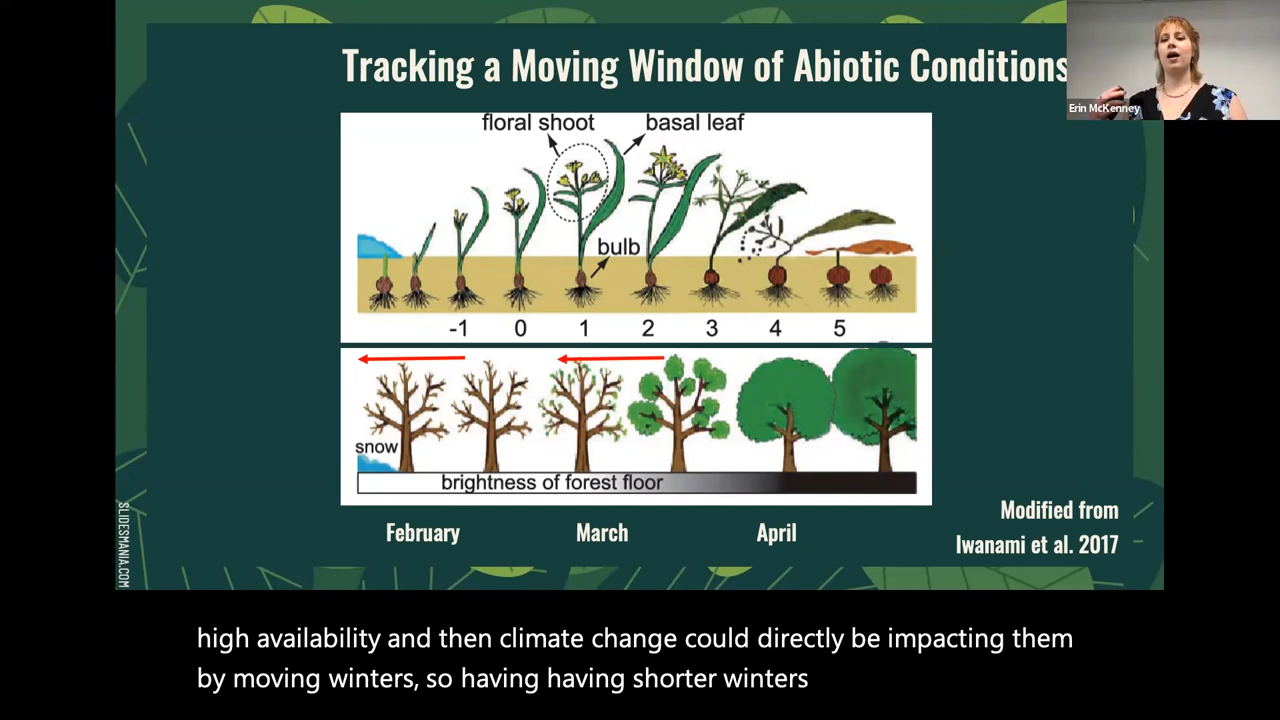 Tracking a Moving Window of Abiotic Conditions
Erin McKenney
floral shoot
basal leaf
bulb
-1 0 1 2 3 4 5
snow
brightness of forest floor
February March April
Modified from
Iwanami et al. 2017
SLIDESMANIA.COM
high availability and then climate change could directly be impacting them
by moving winters, so having having shorter winters